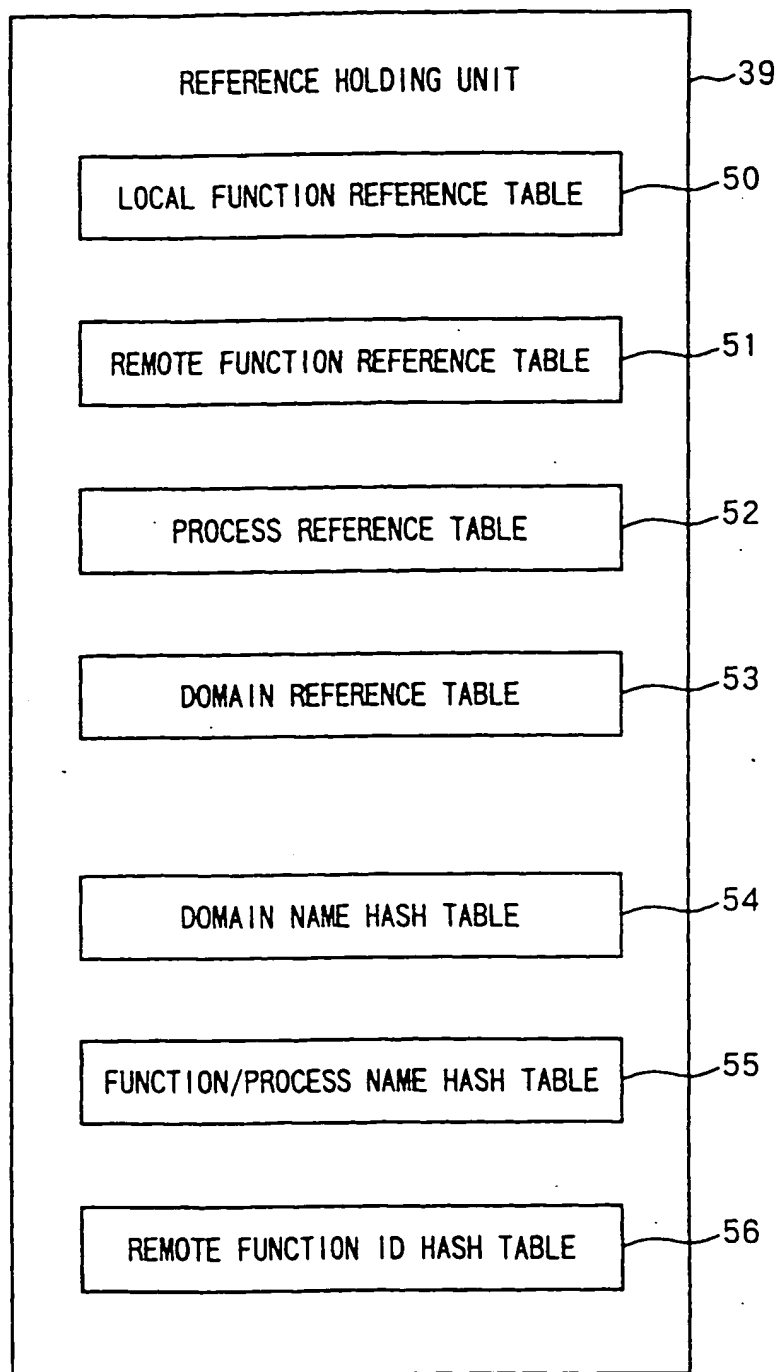 REFERENCE HOLDING UNIT 39
LOCAL FUNCTION REFERENCE TABLE 50
REMOTE FUNCTION REFERENCE TABLE 51
PROCESS REFERENCE TABLE 52
DOMAIN REFERENCE TABLE 53
DOMAIN NAME HASH TABLE 54
FUNCTION/PROCESS NAME HASH TABLE 55
REMOTE FUNCTION ID HASH TABLE 56